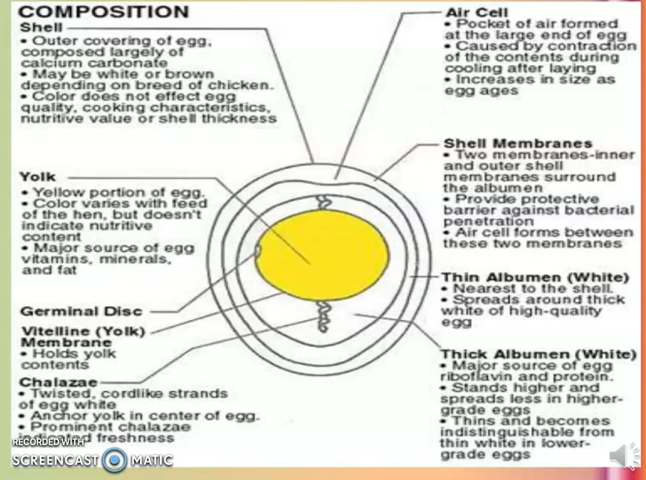 COMPOSITION
Shell
• Outer covering of egg,
composed largely of
calcium carbonate
• May be white or brown
depending on breed of chicken.
• Color does not effect egg
quality, cooking characteristics,
nutritive value or shell thickness
Yolk
• Yellow portion of egg.
• Color varies with feed
of the hen, but doesn't
indicate nutritive
content
• Major source of egg
vitamins, minerals,
and fat
Germinal Disc
Vitelline (Yolk)
Membrane
• Holds yolk
contents
Chalazae
• Twisted, cordlike strands
of egg white
• Anchor yolk in center of egg.
• Prominent chalazae
freshness
Air Cell
• Pocket of air formed
at the large end of egg
• Caused by contraction
of the contents during
cooling after laying
• Increases in size as
egg ages
Shell Membranes
• Two membranes-inner
and outer shell
membranes surround
the albumen
• Provide protective
barrier against bacterial
penetration
• Air cell forms between
these two membranes
Thin Albumen (White)
• Nearest to the shell.
• Spreads around thick
white of high-quality
egg
Thick Albumen (White)
• Major source of egg
riboflavin and protein.
• Stands higher and
spreads less in higher-
grade eggs
• Thins and becomes
indistinguishable from
thin white in lower-
grade eggs
RECORDED WITH
SCREENCAST MATIC